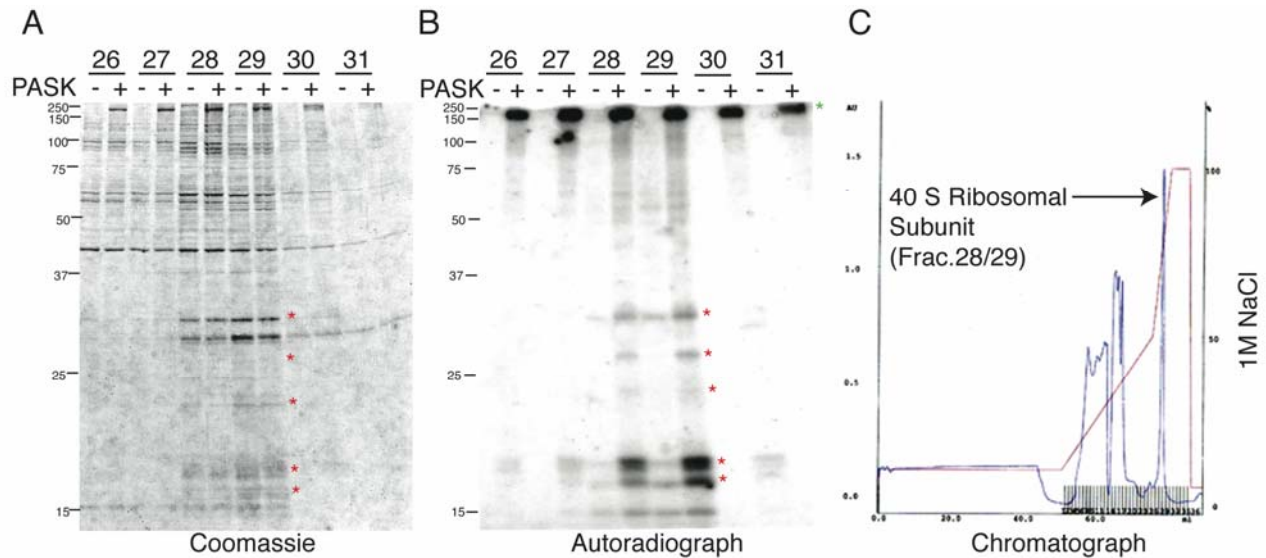 A
26 27 28 29 30 31
PASK - + - + - + - + - + - +
250
150
100
75
50
37
25
15
*
*
*
*
*
Coomassie
B
26 27 28 29 30 31
PASK - + - + - + - + - + - +
250
150
100
75
50
37
25
15
*
*
*
*
*
*
Autoradiograph
C
AU
1.5
1.0
0.5
0.0
40 S Ribosomal
Subunit
(Frac.28/29)
100
50
0
1M NaCl
0.0 20.0 40.0 60.0 ml
Chromatograph